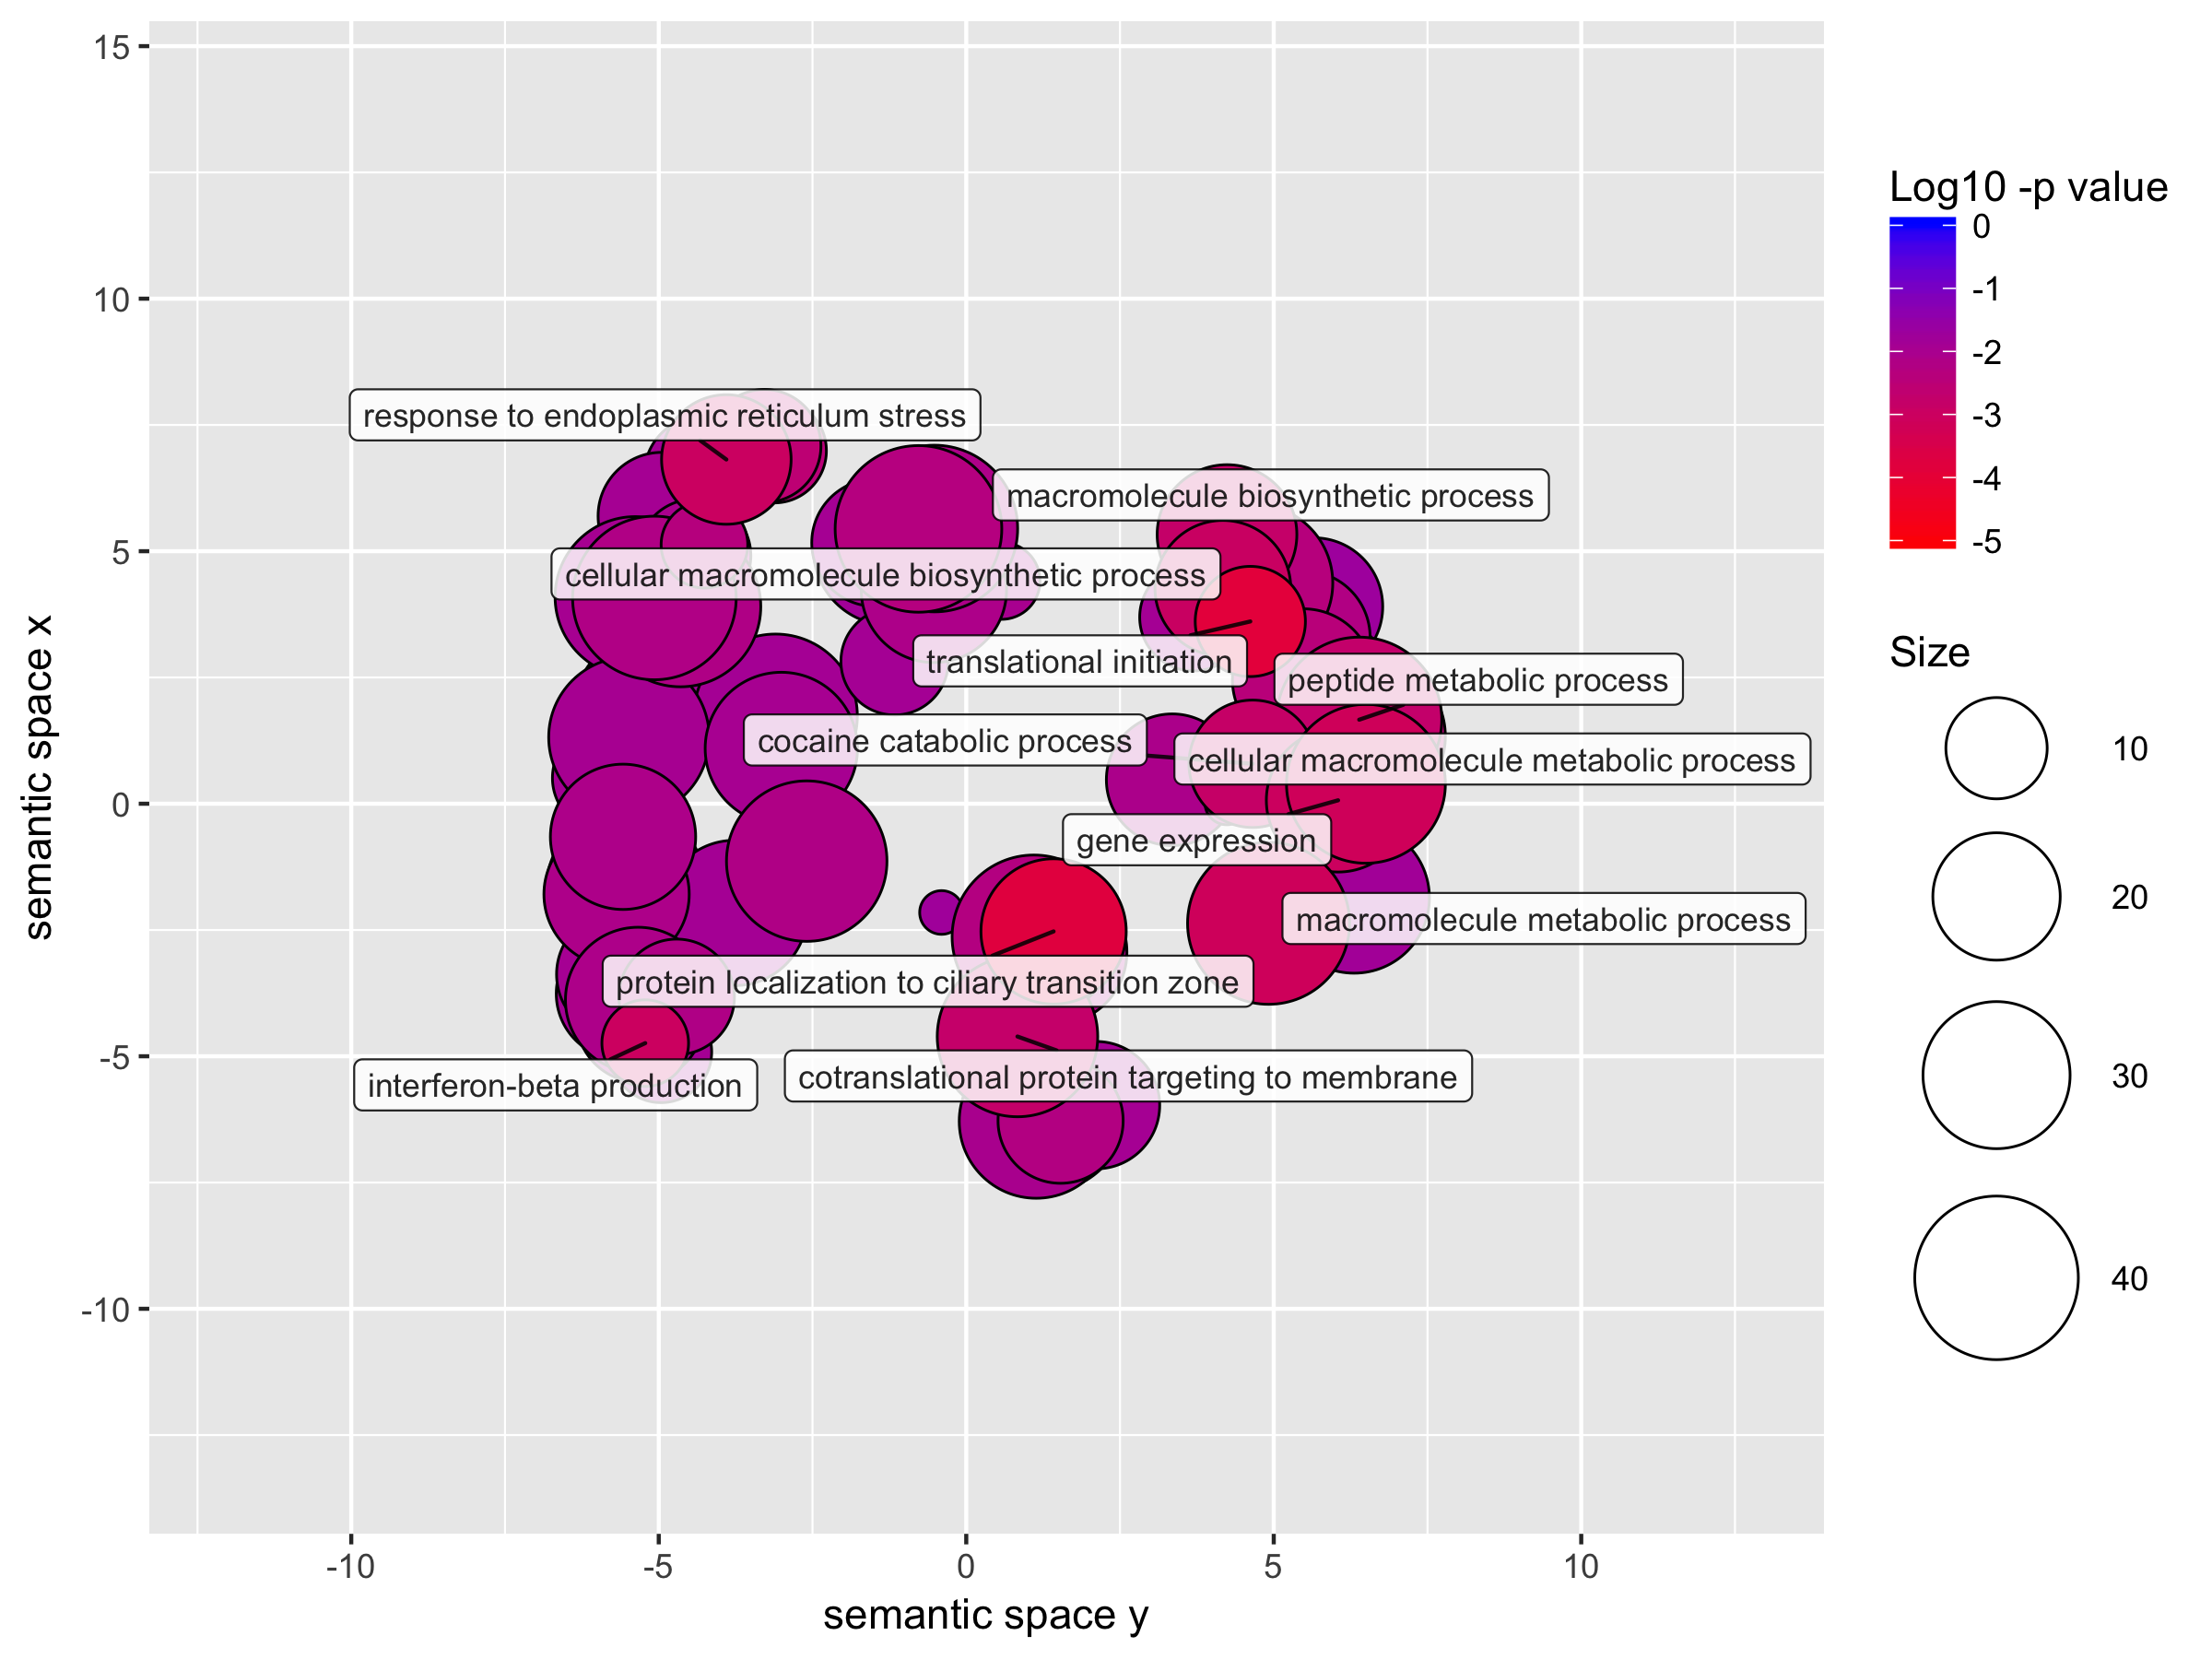 15
10
5
0
-5
-10
semantic space x
response to endoplasmic reticulum stress
macromolecule biosynthetic process
cellular macromolecule biosynthetic process
translational initiation
peptide metabolic process
cocaine catabolic process
cellular macromolecule metabolic process
gene expression
macromolecule metabolic process
protein localization to ciliary transition zone
interferon-beta production
cotranslational protein targeting to membrane
-10
-5
0
5
10
semantic space y
Log10 -p value
0
-1
-2
-3
-4
-5
Size
10
20
30
40